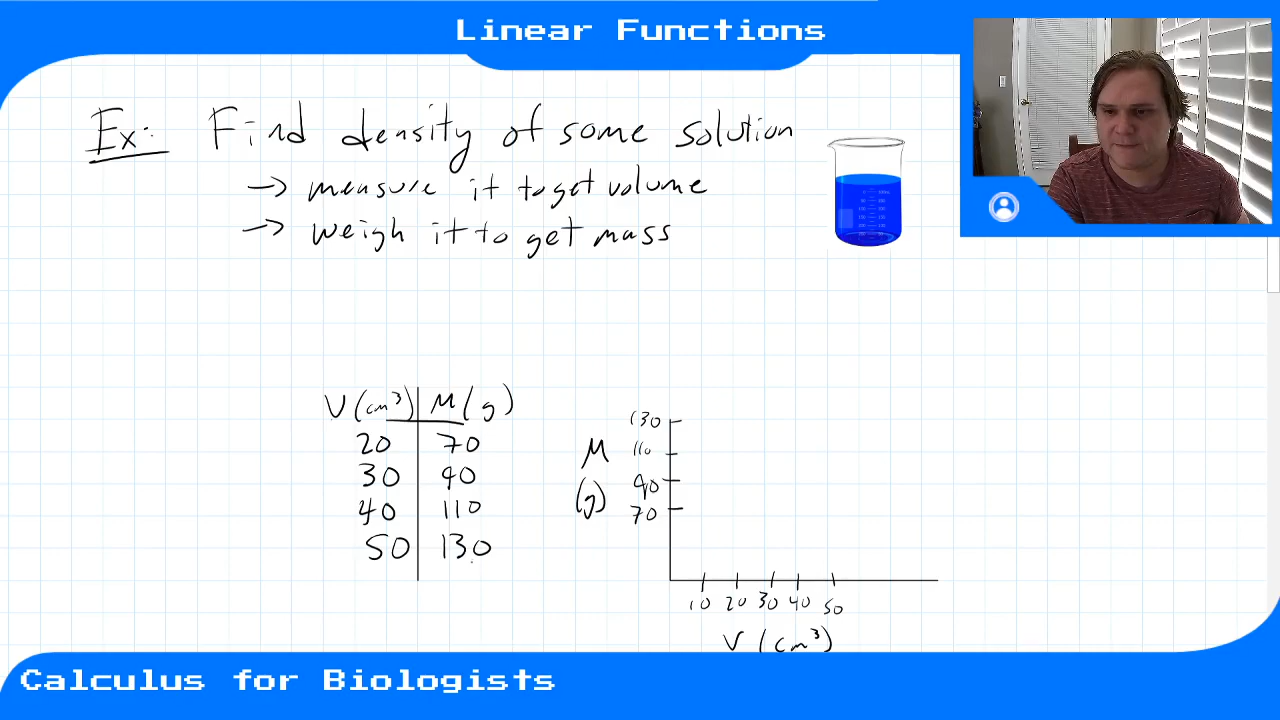 Linear Functions
Ex: Find density of some solution
→ measure it to get volume
→ weigh it to get mass
V (cm³) M (g)
20 70
30 90
40 110
50 130
M (g)
130
110
90
70
10 20 30 40 50
V (cm³)
Calculus for Biologists